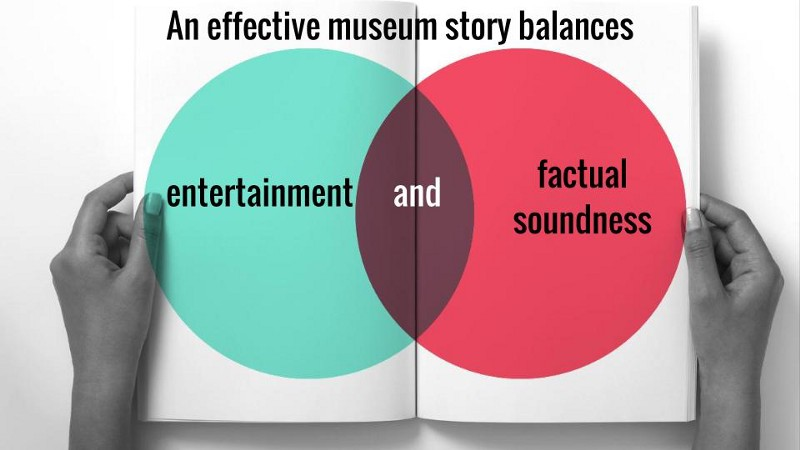 An effective museum story balances
entertainment and factual
soundness